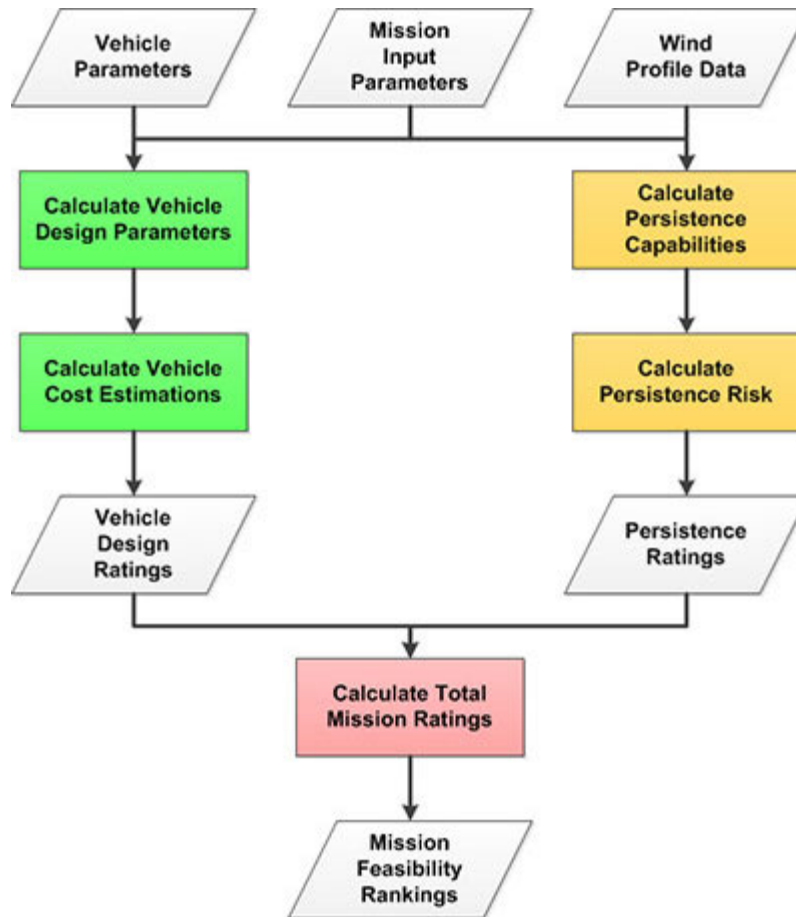 Vehicle
Parameters
Mission
Input
Parameters
Wind
Profile Data
Calculate Vehicle
Design Parameters
Calculate
Persistence
Capabilities
Calculate Vehicle
Cost Estimations
Calculate
Persistence Risk
Vehicle
Design
Ratings
Persistence
Ratings
Calculate Total
Mission Ratings
Mission
Feasibility
Rankings